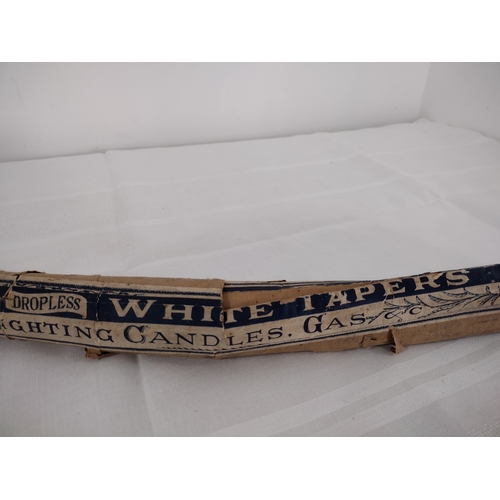 DROPLESS WHITE TAPERS
GHTING CANDLES. GAS &c &c